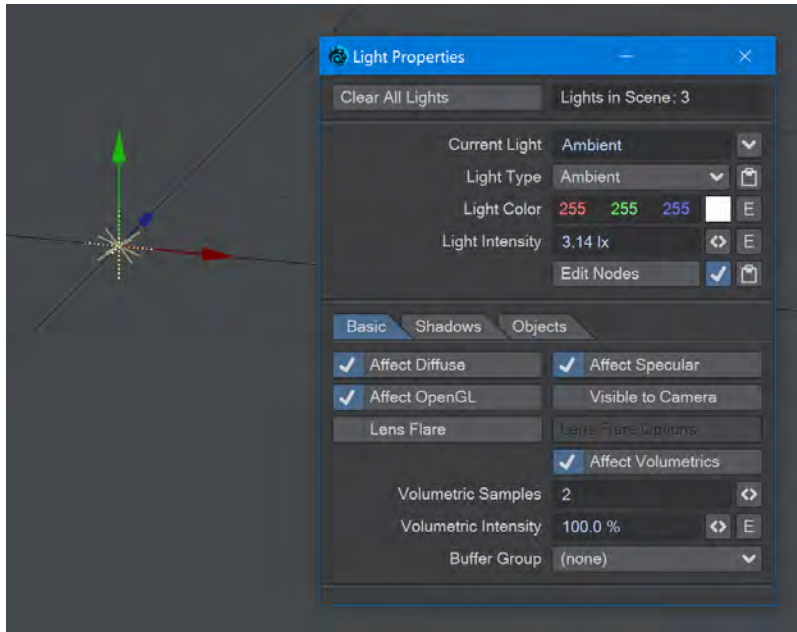 Light Properties
Clear All Lights Lights in Scene: 3
Current Light Ambient
Light Type Ambient
Light Color 255 255 255 E
Light Intensity 3.14 lx E
Edit Nodes
Basic Shadows Objects
Affect Diffuse Affect Specular
Affect OpenGL Visible to Camera
Lens Flare Lens Flare Options
Affect Volumetrics
Volumetric Samples 2
Volumetric Intensity 100.0 % E
Buffer Group (none)